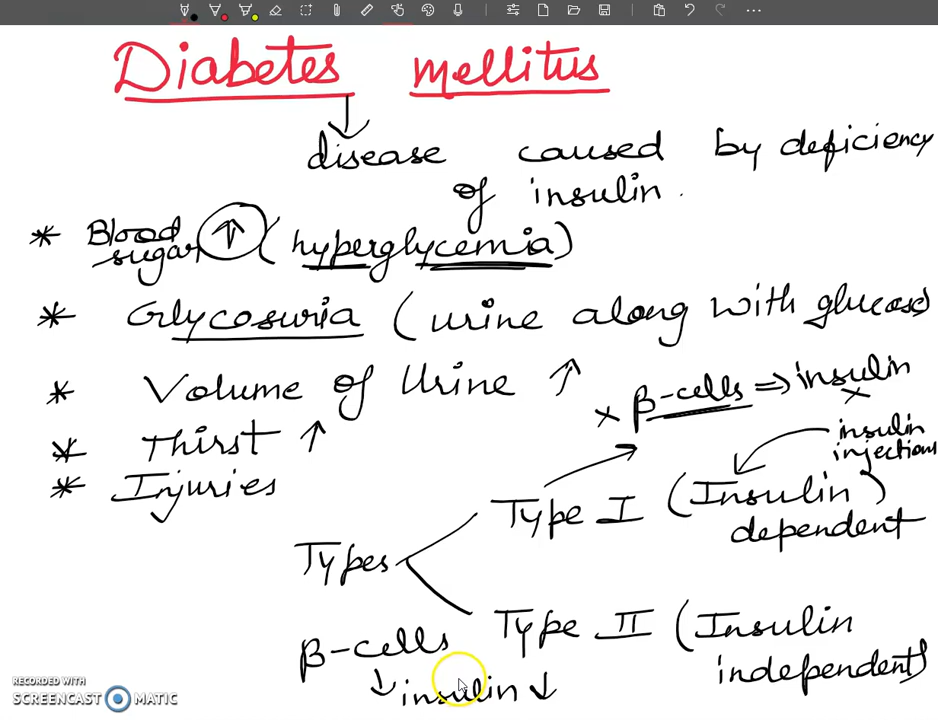 Diabetes mellitus
↓
disease caused by deficiency
of insulin.
* Blood sugar ↑ (hyperglycemia)
* Glycosuria (urine along with glucose)
* Volume of Urine ↑
× β-cells ⇒ insulin ×
* Thirst ↑
insulin injections
* Injuries
Type I (Insulin dependent)
Types
Type II (Insulin independent)
β-cells
↓ insulin ↓
RECORDED WITH
SCREENCAST MATIC